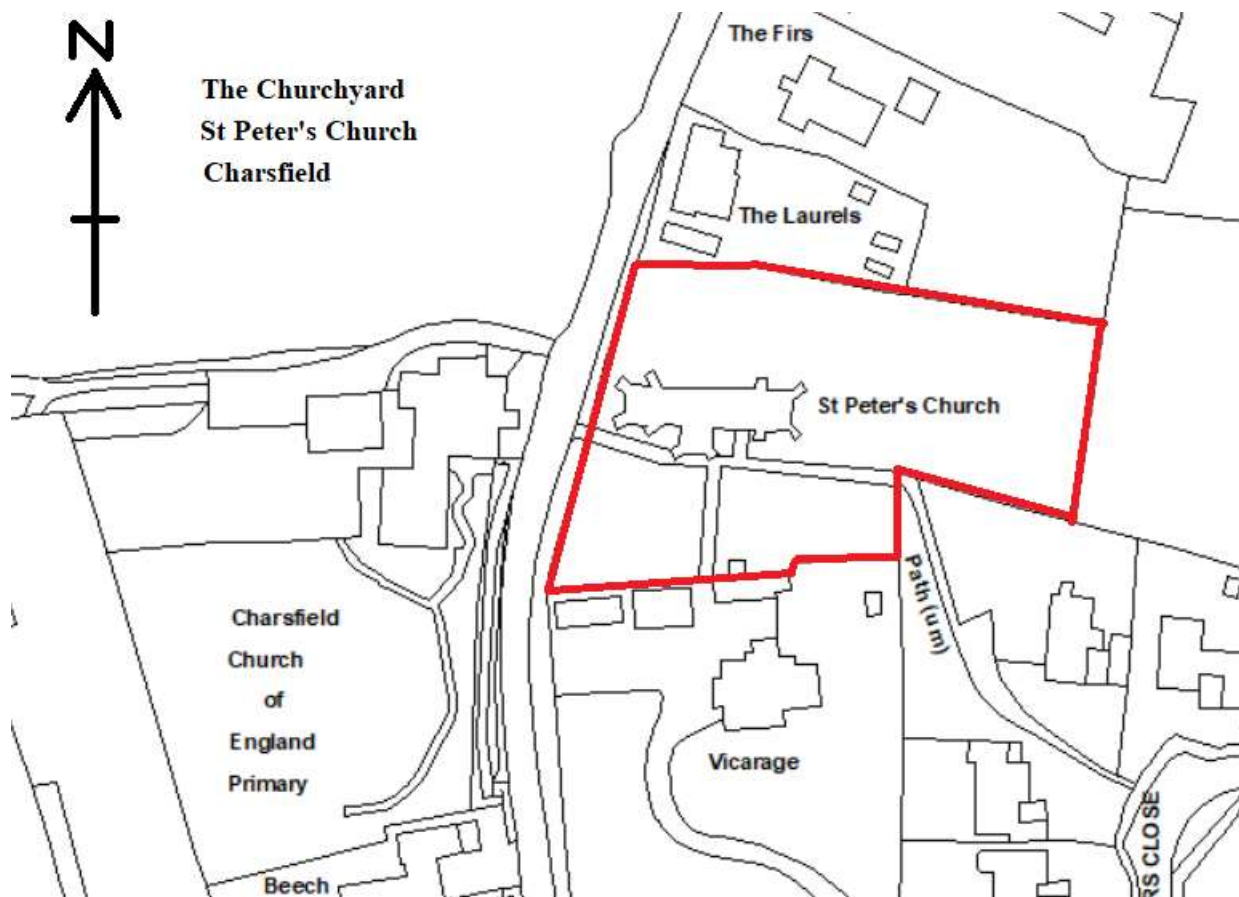 N
The Churchyard
St Peter's Church
Charsfield
The Firs
The Laurels
St Peter's Church
Path (um)
Charsfield
Church
of
England
Primary
Vicarage
Beech
RS CLOSE